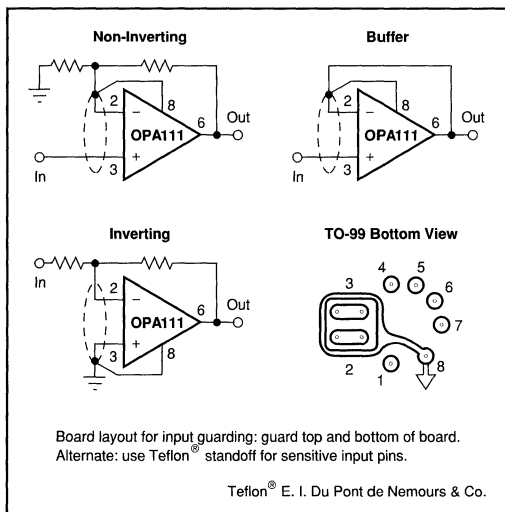 Non-Inverting
Buffer
2
8
6
Out
−
OPA111
+
3
In
2
8
6
Out
−
OPA111
+
3
In
Inverting
TO-99 Bottom View
In
2
6
Out
−
OPA111
+
3
8
3
4
5
6
7
8
1
2
Board layout for input guarding: guard top and bottom of board.
Alternate: use Teflon® standoff for sensitive input pins.
Teflon® E. I. Du Pont de Nemours & Co.